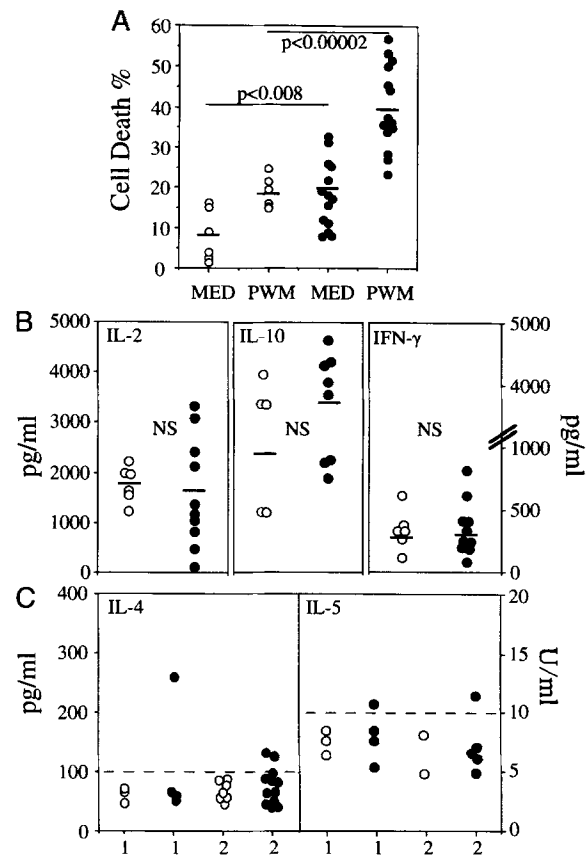 A
Cell Death %
60
50
40
30
20
10
0
p<0.00002
p<0.008
MED PWM MED PWM
B
pg/ml
5000
4000
3000
2000
1000
0
IL-2
NS
IL-10
NS
IFN-γ
NS
5000
4000
1000
500
0
pg/ml
C
pg/ml
400
300
200
100
0
IL-4
IL-5
20
15
10
5
0
U/ml
1 1 2 2 1 1 2 2